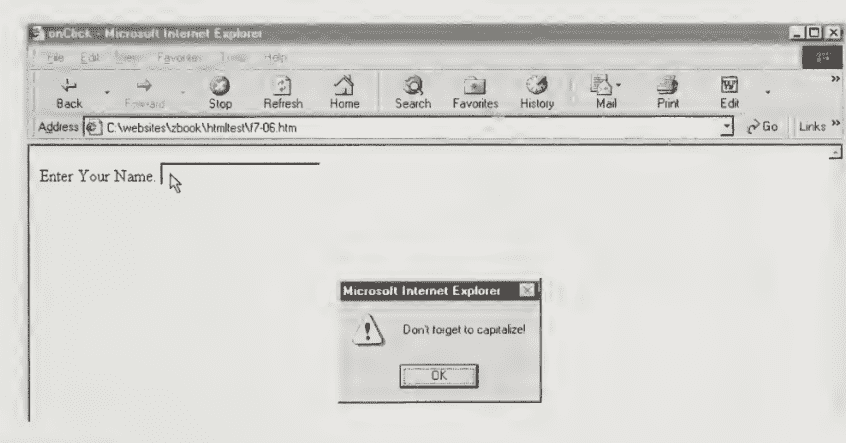 onClick - Microsoft Internet Explorer
File Edit View Favorites Tools Help
Back Forward Stop Refresh Home Search Favorites History Mail Print Edit »
Address C:\websites\zbook\htmltest\f7-06.htm Go Links »
Enter Your Name.
Microsoft Internet Explorer
Don't forget to capitalize!
OK